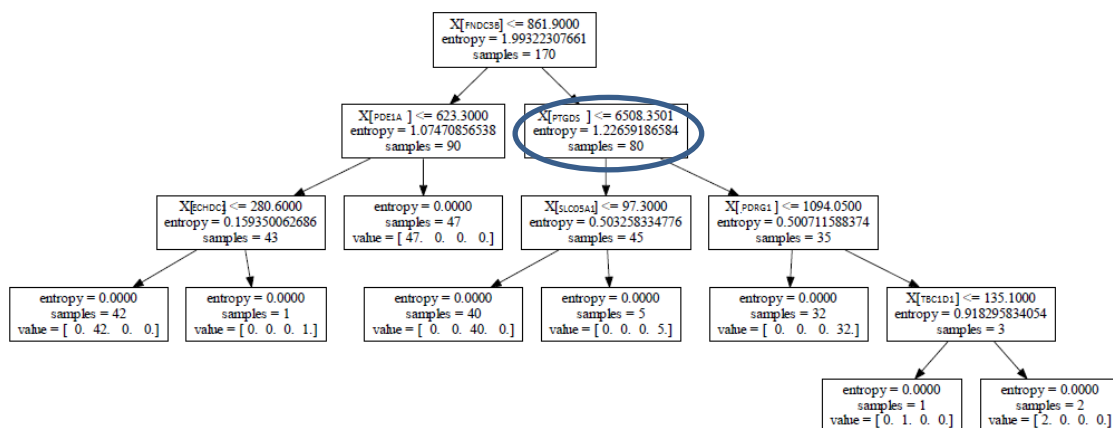 X[FNDC3B] <= 861.9000
entropy = 1.99322307661
samples = 170
X[PDE1A ] <= 623.3000
entropy = 1.07470856538
samples = 90
X[PTGDS ] <= 6508.3501
entropy = 1.22659186584
samples = 80
X[ECHDC] <= 280.6000
entropy = 0.159350062686
samples = 43
entropy = 0.0000
samples = 47
value = [ 47. 0. 0. 0.]
X[SLCO5A1] <= 97.3000
entropy = 0.503258334776
samples = 45
X[ PDRG1 ] <= 1094.0500
entropy = 0.500711588374
samples = 35
entropy = 0.0000
samples = 42
value = [ 0. 42. 0. 0.]
entropy = 0.0000
samples = 1
value = [ 0. 0. 0. 1.]
entropy = 0.0000
samples = 40
value = [ 0. 0. 40. 0.]
entropy = 0.0000
samples = 5
value = [ 0. 0. 0. 5.]
entropy = 0.0000
samples = 32
value = [ 0. 0. 0. 32.]
X[TBC1D1] <= 135.1000
entropy = 0.918295834054
samples = 3
entropy = 0.0000
samples = 1
value = [ 0. 1. 0. 0.]
entropy = 0.0000
samples = 2
value = [ 2. 0. 0. 0.]